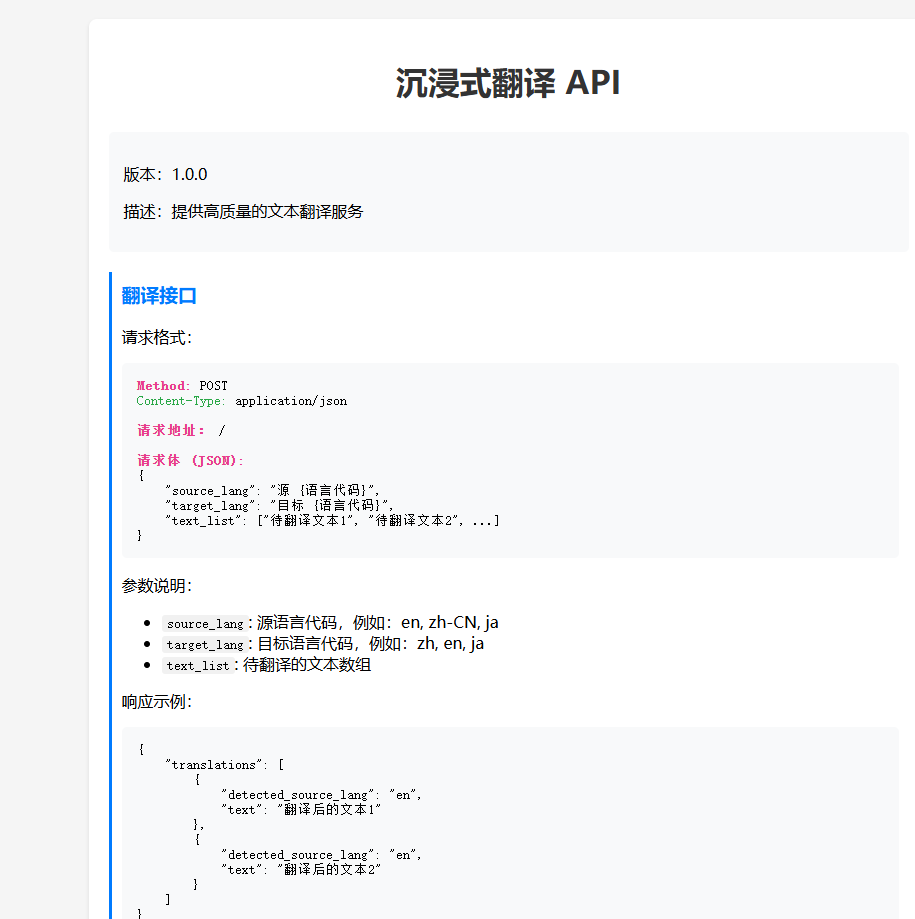 沉浸式翻译 API
版本：1.0.0
描述：提供高质量的文本翻译服务
翻译接口
请求格式：
Method: POST
Content-Type: application/json
请求地址： /
请求体 (JSON):
{
"source_lang": "源 {语言代码}",
"target_lang": "目标 {语言代码}",
"text_list": ["待翻译文本1", "待翻译文本2", ...]
}
参数说明：
source_lang：源语言代码，例如：en, zh-CN, ja
target_lang：目标语言代码，例如：zh, en, ja
text_list：待翻译的文本数组
响应示例：
{
"translations": [
{
"detected_source_lang": "en",
"text": "翻译后的文本1"
},
{
"detected_source_lang": "en",
"text": "翻译后的文本2"
}
]
}